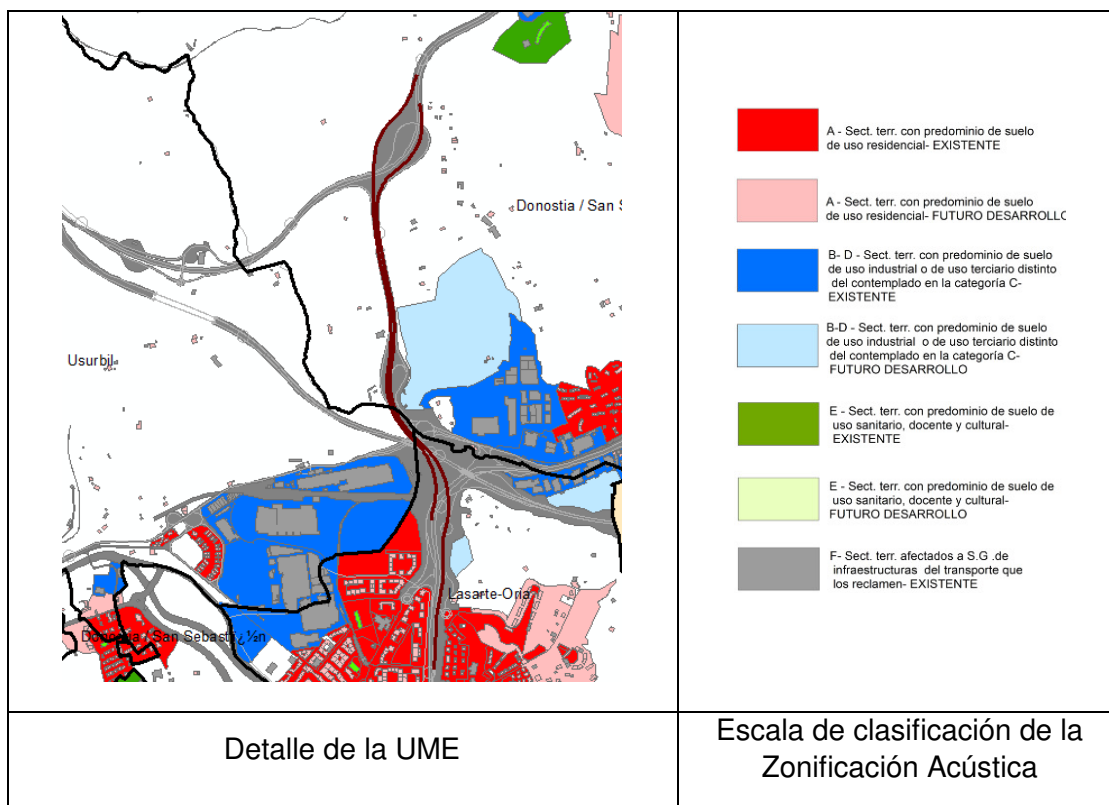 Donostia / San S
Usurbil
Lasarte-Oria
Donostia / San Sebastï¿½n
A - Sect. terr. con predominio de suelo
de uso residencial- EXISTENTE
A - Sect. terr. con predominio de suelo
de uso residencial- FUTURO DESARROLLO
B- D - Sect. terr. con predominio de suelo
de uso industrial o de uso terciario distinto
del contemplado en la categoría C-
EXISTENTE
B-D - Sect. terr. con predominio de suelo
de uso industrial o de uso terciario distinto
del contemplado en la categoría C-
FUTURO DESARROLLO
E - Sect. terr. con predominio de suelo de
uso sanitario, docente y cultural-
EXISTENTE
E - Sect. terr. con predominio de suelo de
uso sanitario, docente y cultural-
FUTURO DESARROLLO
F- Sect. terr. afectados a S.G .de
infraestructuras del transporte que
los reclamen- EXISTENTE
Detalle de la UME
Escala de clasificación de la
Zonificación Acústica